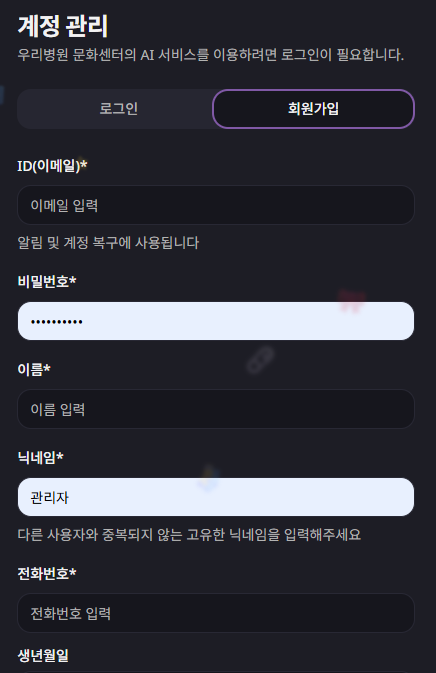 계정 관리
우리병원 문화센터의 AI 서비스를 이용하려면 로그인이 필요합니다.
로그인 회원가입
ID(이메일)*
이메일 입력
알림 및 계정 복구에 사용됩니다
비밀번호*
••••••••••
이름*
이름 입력
닉네임*
관리자
다른 사용자와 중복되지 않는 고유한 닉네임을 입력해주세요
전화번호*
전화번호 입력
생년월일